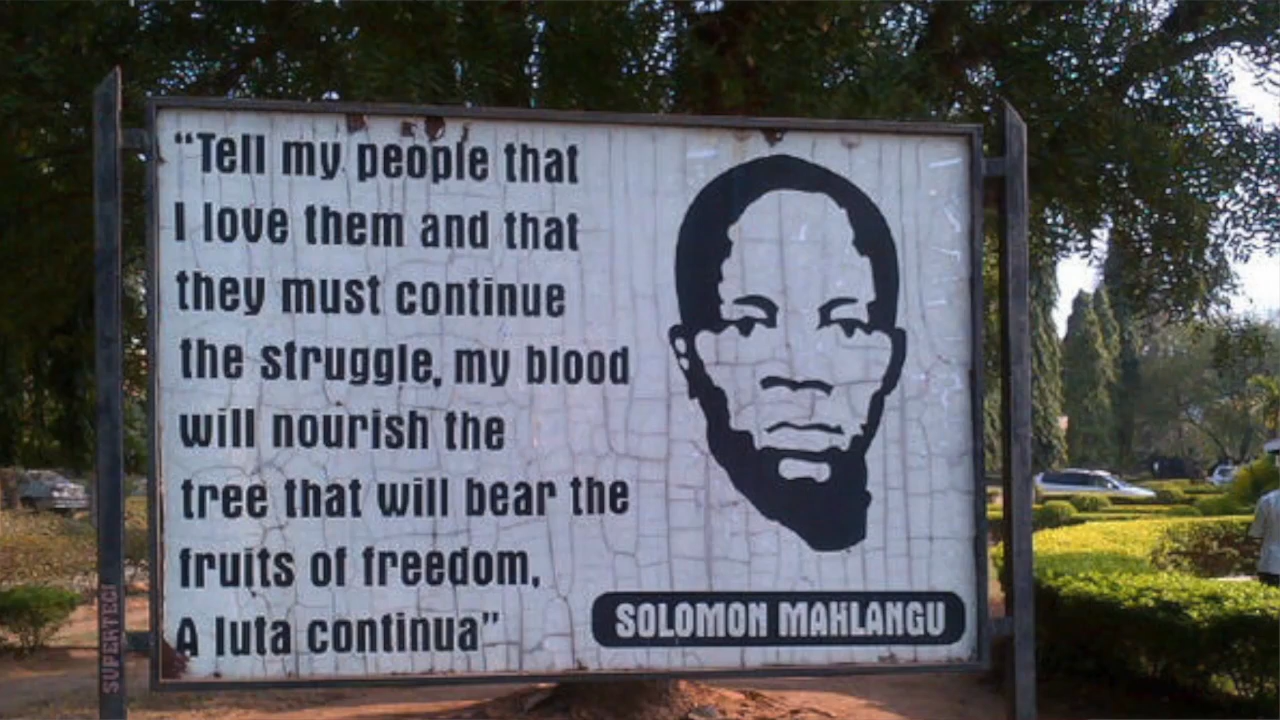 “Tell my people that
I love them and that
they must continue
the struggle, my blood
will nourish the
tree that will bear the
fruits of freedom,
A luta continua”
SOLOMON MAHLANGU
SUPERTECH